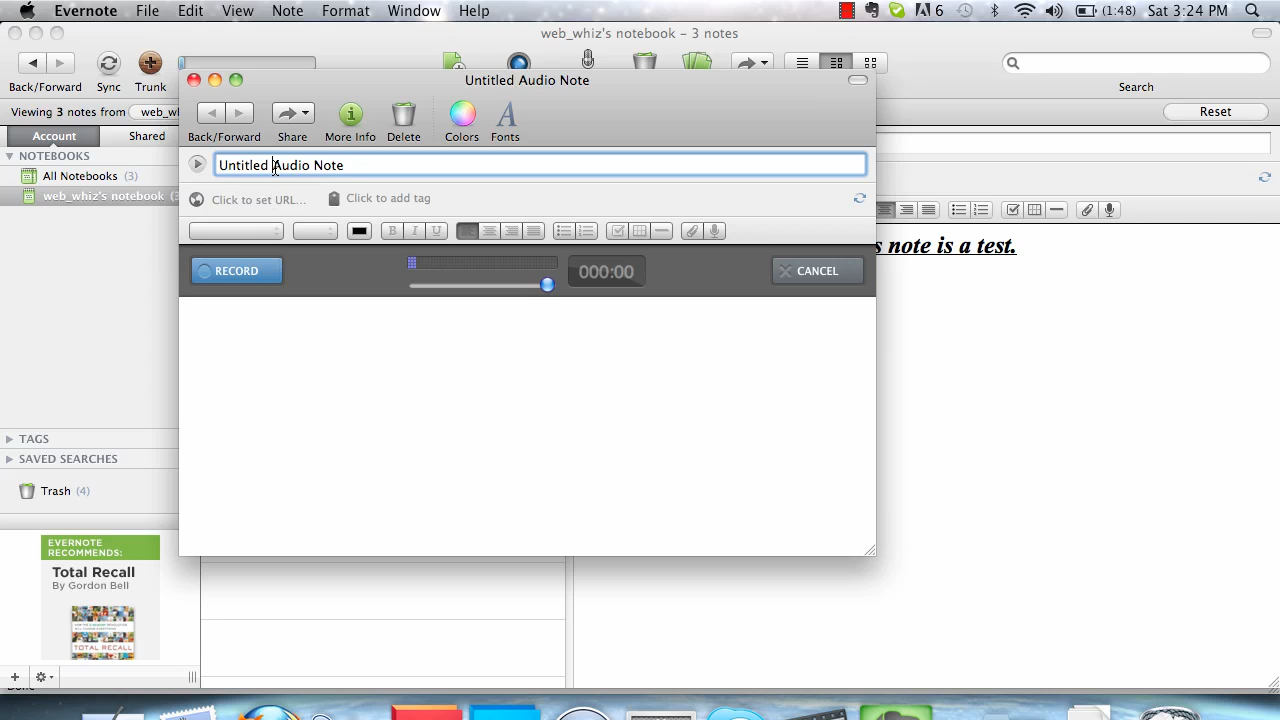 Evernote File Edit View Note Format Window Help
6 (1:48) Sat 3:24 PM
web_whiz's notebook – 3 notes
Back/Forward Sync Trunk
Search
Viewing 3 notes from web_w
Reset
Account Shared
NOTEBOOKS
All Notebooks (3)
web_whiz's notebook (3
TAGS
SAVED SEARCHES
Trash (4)
EVERNOTE
RECOMMENDS:
Total Recall
By Gordon Bell
TOTAL RECALL
Untitled Audio Note
Back/Forward Share More Info Delete Colors Fonts
Untitled Audio Note
Click to set URL... Click to add tag
B I U
RECORD 000:00 CANCEL
s note is a test.